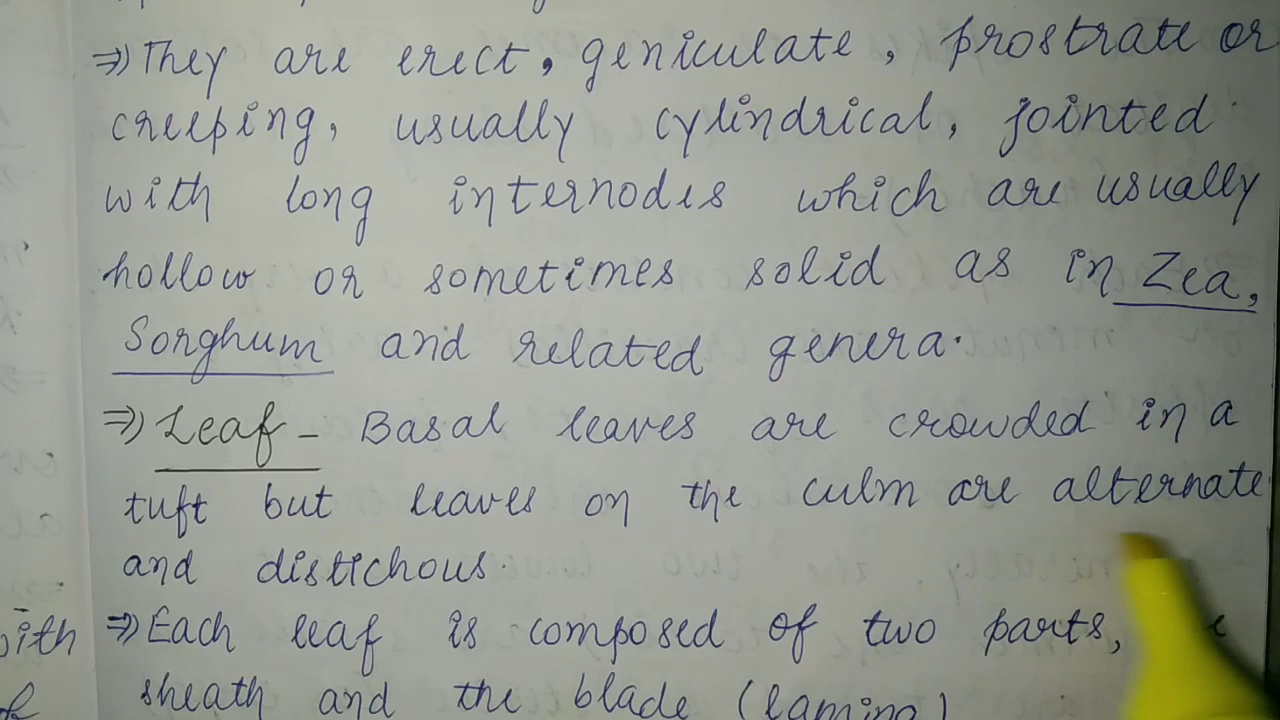 ⇒ They are erect, geniculate, prostrate or
creeping, usually cylindrical, jointed
with long internodes which are usually
hollow or sometimes solid as in Zea,
Sorghum and related genera.
⇒ Leaf - Basal leaves are crowded in a
tuft but leaves on the culm are alternate
and distichous.
⇒ Each leaf is composed of two parts,
sheath and the blade (lamina)